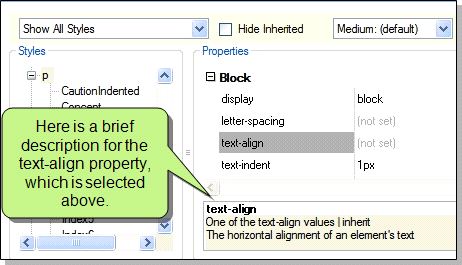 Show All Styles
Hide Inherited
Medium: (default)
Styles
Properties
p
CautionIndented
Concept
Here is a brief
description for the
text-align property,
which is selected
above.
Block
display block
letter-spacing (not set)
text-align (not set)
text-indent 1px
text-align
One of the text-align values | inherit
The horizontal alignment of an element's text